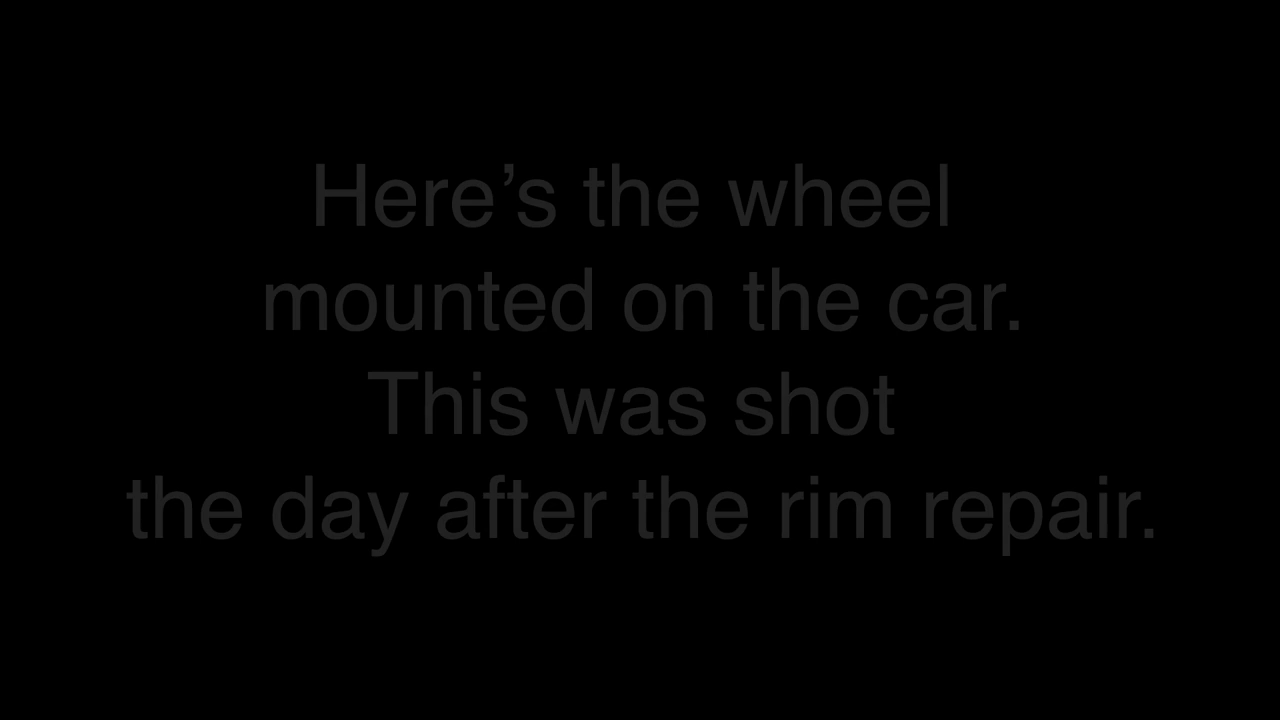 Here’s the wheel
mounted on the car.
This was shot
the day after the rim repair.